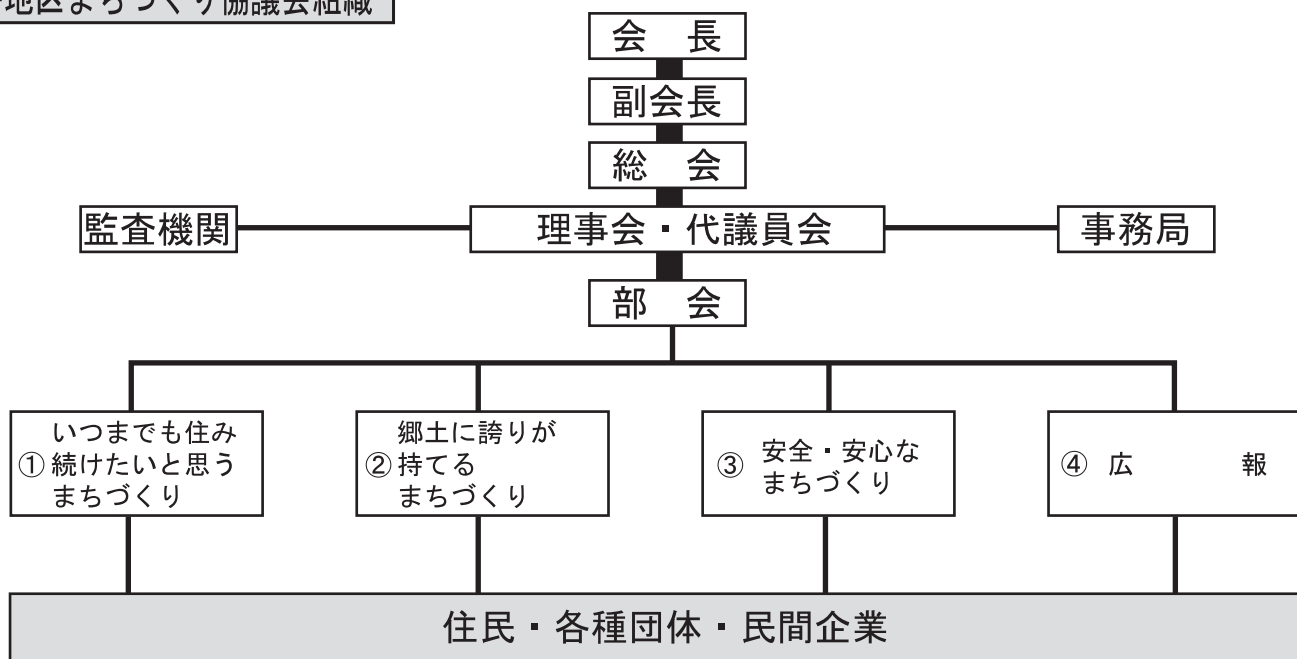 地区まちづくり協議会組織
会　長
副会長
総　会
監査機関
理事会・代議員会
事務局
部　会
①
いつまでも住み
続けたいと思う
まちづくり
②
郷土に誇りが
持てる
まちづくり
③
安全・安心な
まちづくり
④ 広　報
住民・各種団体・民間企業